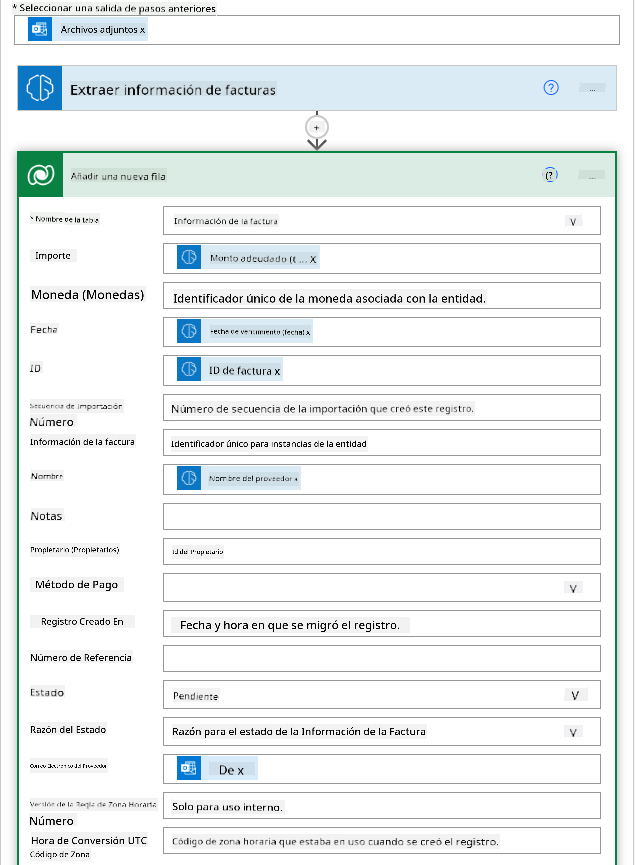 * Seleccionar una salida de pasos anteriores
Archivos adjuntos x
Extraer información de facturas
?
...
+
Añadir una nueva fila
(?
...
* Nombre de la tabla
Información de la factura
V
Importe
Monto adeudado (t ... X
Moneda (Monedas)
Identificador único de la moneda asociada con la entidad.
Fecha
Fecha de vencimiento (fecha) x
ID
ID de factura x
Secuencia de Importación
Número
Número de secuencia de la importación que creó este registro.
Información de la factura
Identificador único para instancias de la entidad
Nombre
Nombre del proveedor x
Notas
Propietario (Propietarios)
Id del Propietario
Método de Pago
V
Registro Creado En
Fecha y hora en que se migró el registro.
Número de Referencia
Estado
Pendiente
V
Razón del Estado
Razón para el estado de la Información de la Factura
V
Correo Electrónico del Proveedor
De x
Versión de la Regla de Zona Horaria
Número
Solo para uso interno.
Hora de Conversión UTC
Código de Zona
Código de zona horaria que estaba en uso cuando se creó el registro.